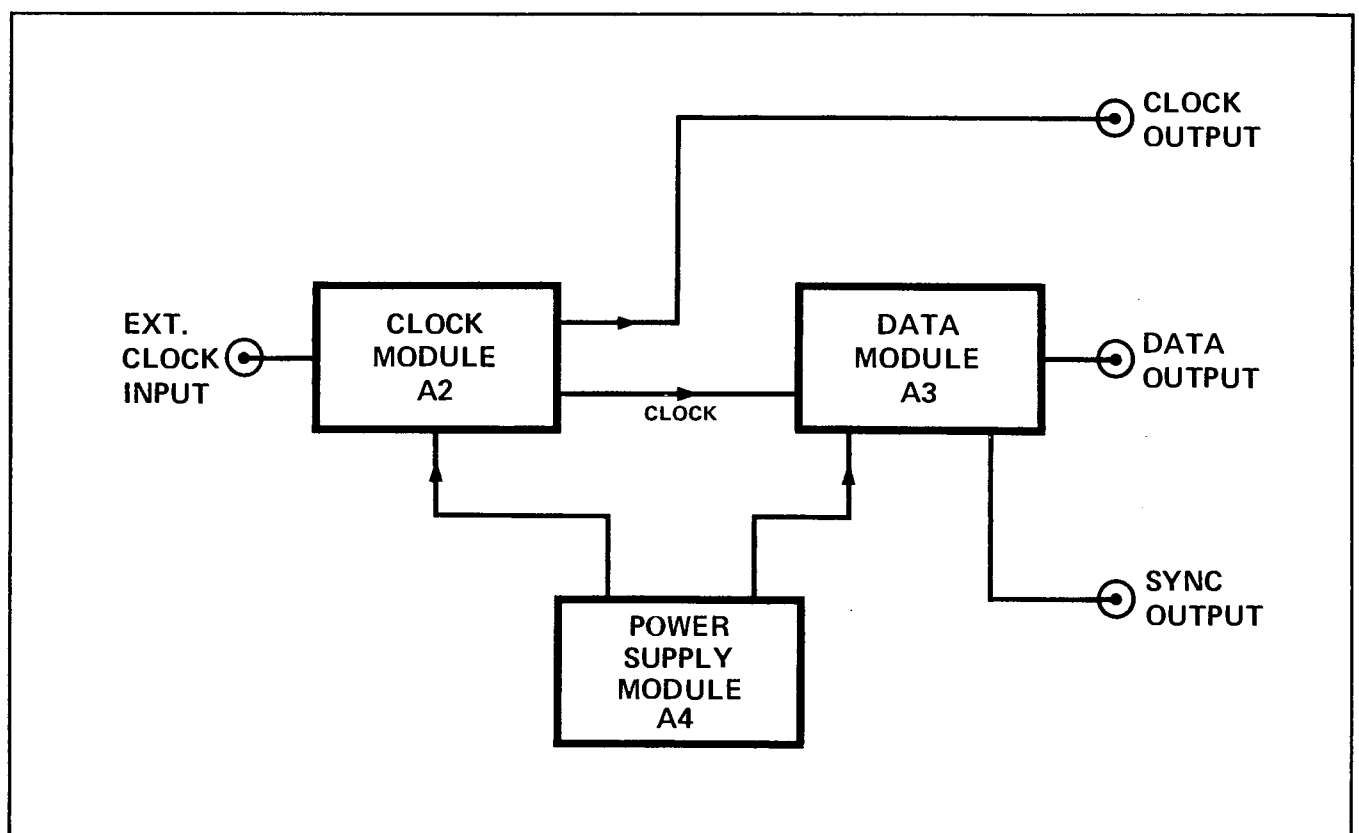 CLOCK
OUTPUT
EXT.
CLOCK
INPUT
CLOCK
MODULE
A2
CLOCK
DATA
MODULE
A3
DATA
OUTPUT
POWER
SUPPLY
MODULE
A4
SYNC
OUTPUT